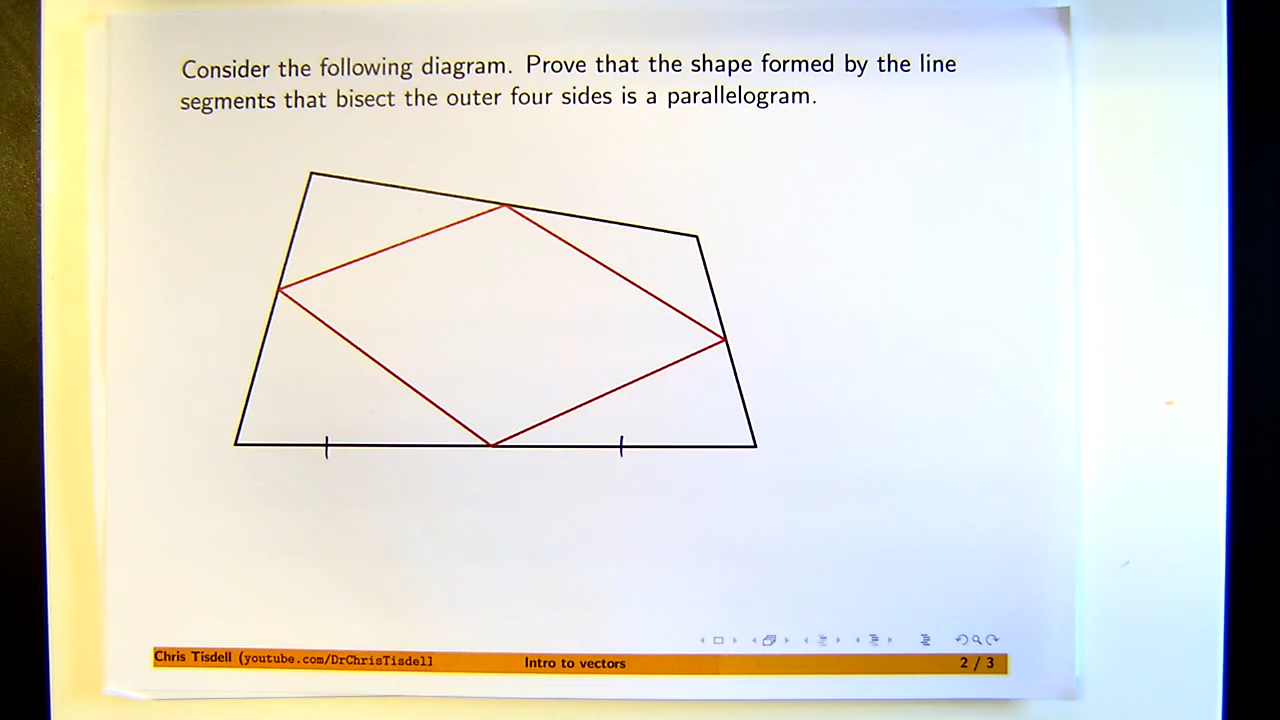 Consider the following diagram. Prove that the shape formed by the line
segments that bisect the outer four sides is a parallelogram.
Chris Tisdell (youtube.com/DrChrisTisdell
Intro to vectors
2 / 3